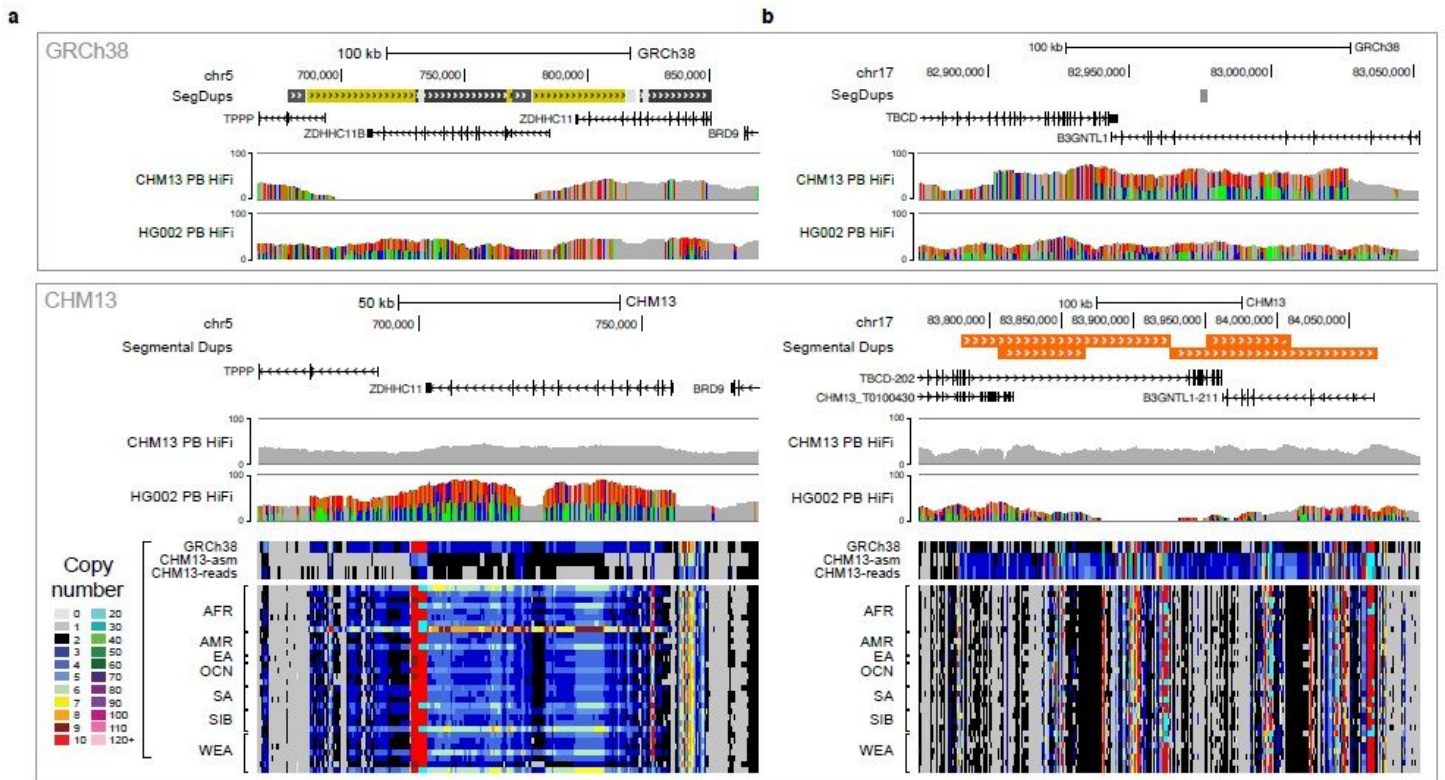 a
GRCh38
100 kb GRCh38
chr5 700,000 750,000 800,000 850,000
SegDups
TPPP
ZDHHC11
ZDHHC11B
BRD9
100
CHM13 PB HiFi
0
100
HG002 PB HiFi
0
b
100 kb GRCh38
chr17 82,900,000 82,950,000 83,000,000 83,050,000
SegDups
TBCD
B3GNTL1
100
CHM13 PB HiFi
0
100
HG002 PB HiFi
0
CHM13
50 kb CHM13
chr5 700,000 750,000
Segmental Dups
TPPP
ZDHHC11 BRD9
100
CHM13 PB HiFi
0
100
HG002 PB HiFi
0
GRCh38
CHM13-asm
CHM13-reads
AFR
AMR
EA
OCN
SA
SIB
WEA
Copy
number
0 20
1 30
2 40
3 50
4 60
5 70
6 80
7 90
8 100
9 110
10 120+
100 kb CHM13
chr17 83,800,000 83,850,000 83,900,000 83,950,000 84,000,000 84,050,000
Segmental Dups
TBCD-202
CHM13_T0100430 B3GNTL1-211
100
CHM13 PB HiFi
0
100
HG002 PB HiFi
0
GRCh38
CHM13-asm
CHM13-reads
AFR
AMR
EA
OCN
SA
SIB
WEA